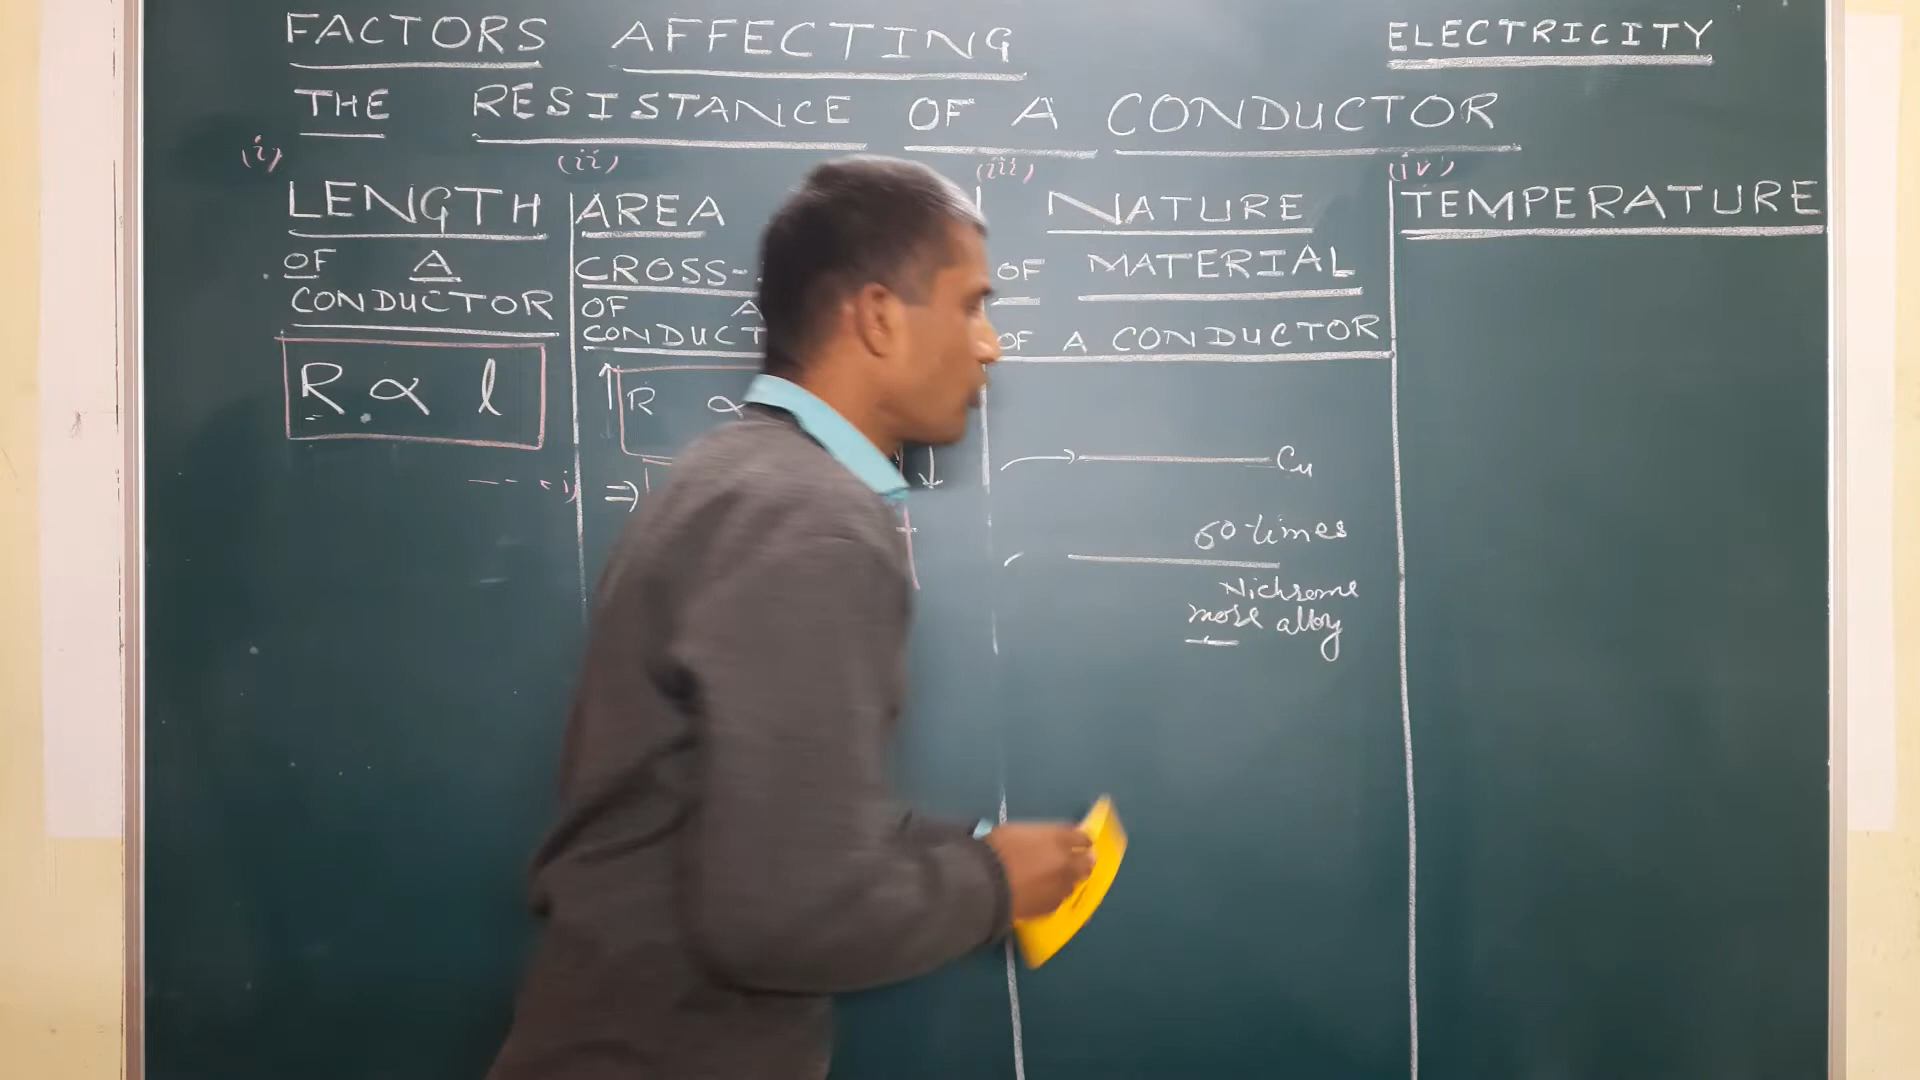 FACTORS AFFECTING
ELECTRICITY
THE RESISTANCE OF A CONDUCTOR
(i)
LENGTH
OF A
CONDUCTOR
R ∝ l
--- (i)
(ii)
AREA
CROSS-
OF A
R ∝
⇒
(iii)
NATURE
OF MATERIAL
OF A CONDUCTOR
Cu
60 times
Nichrome
more alloy
(iv)
TEMPERATURE